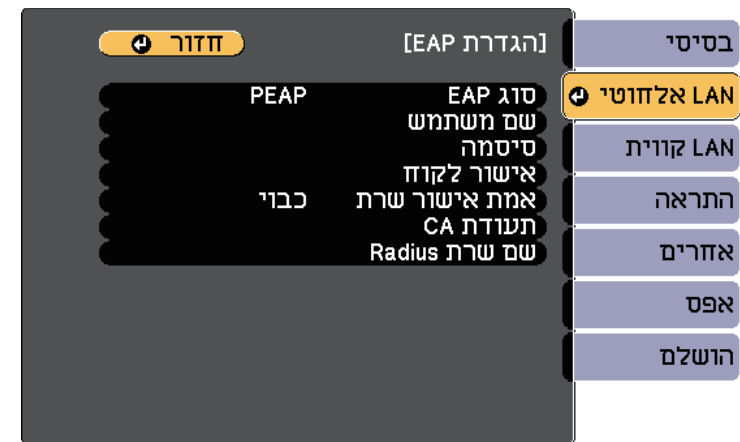 בסיסי
LAN אלחוטי
LAN קווית
התראה
אחרים
אפס
הושלם
[הגדרת EAP]
חזור
סוג EAP PEAP
שם משתמש
סיסמה
אישור לקוח
אמת אישור שרת כבוי
תעודת CA
שם שרת Radius